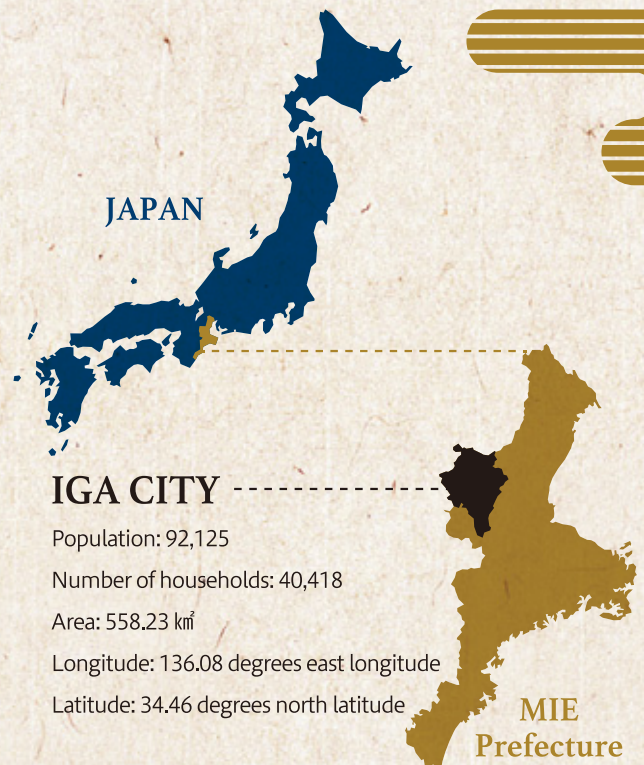 JAPAN
IGA CITY
Population: 92,125
Number of households: 40,418
Area: 558.23 ㎢
Longitude: 136.08 degrees east longitude
Latitude: 34.46 degrees north latitude
MIE
Prefecture